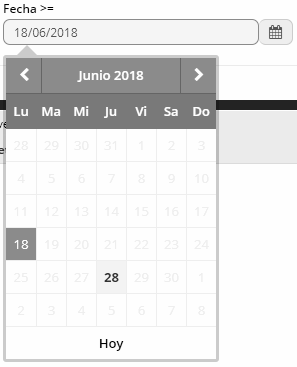 Fecha >=
18/06/2018
Junio 2018
Lu Ma Mi Ju Vi Sa Do
28 29 30 31 1 2 3
4 5 6 7 8 9 10
11 12 13 14 15 16 17
18 19 20 21 22 23 24
25 26 27 28 29 30 1
2 3 4 5 6 7 8
Hoy